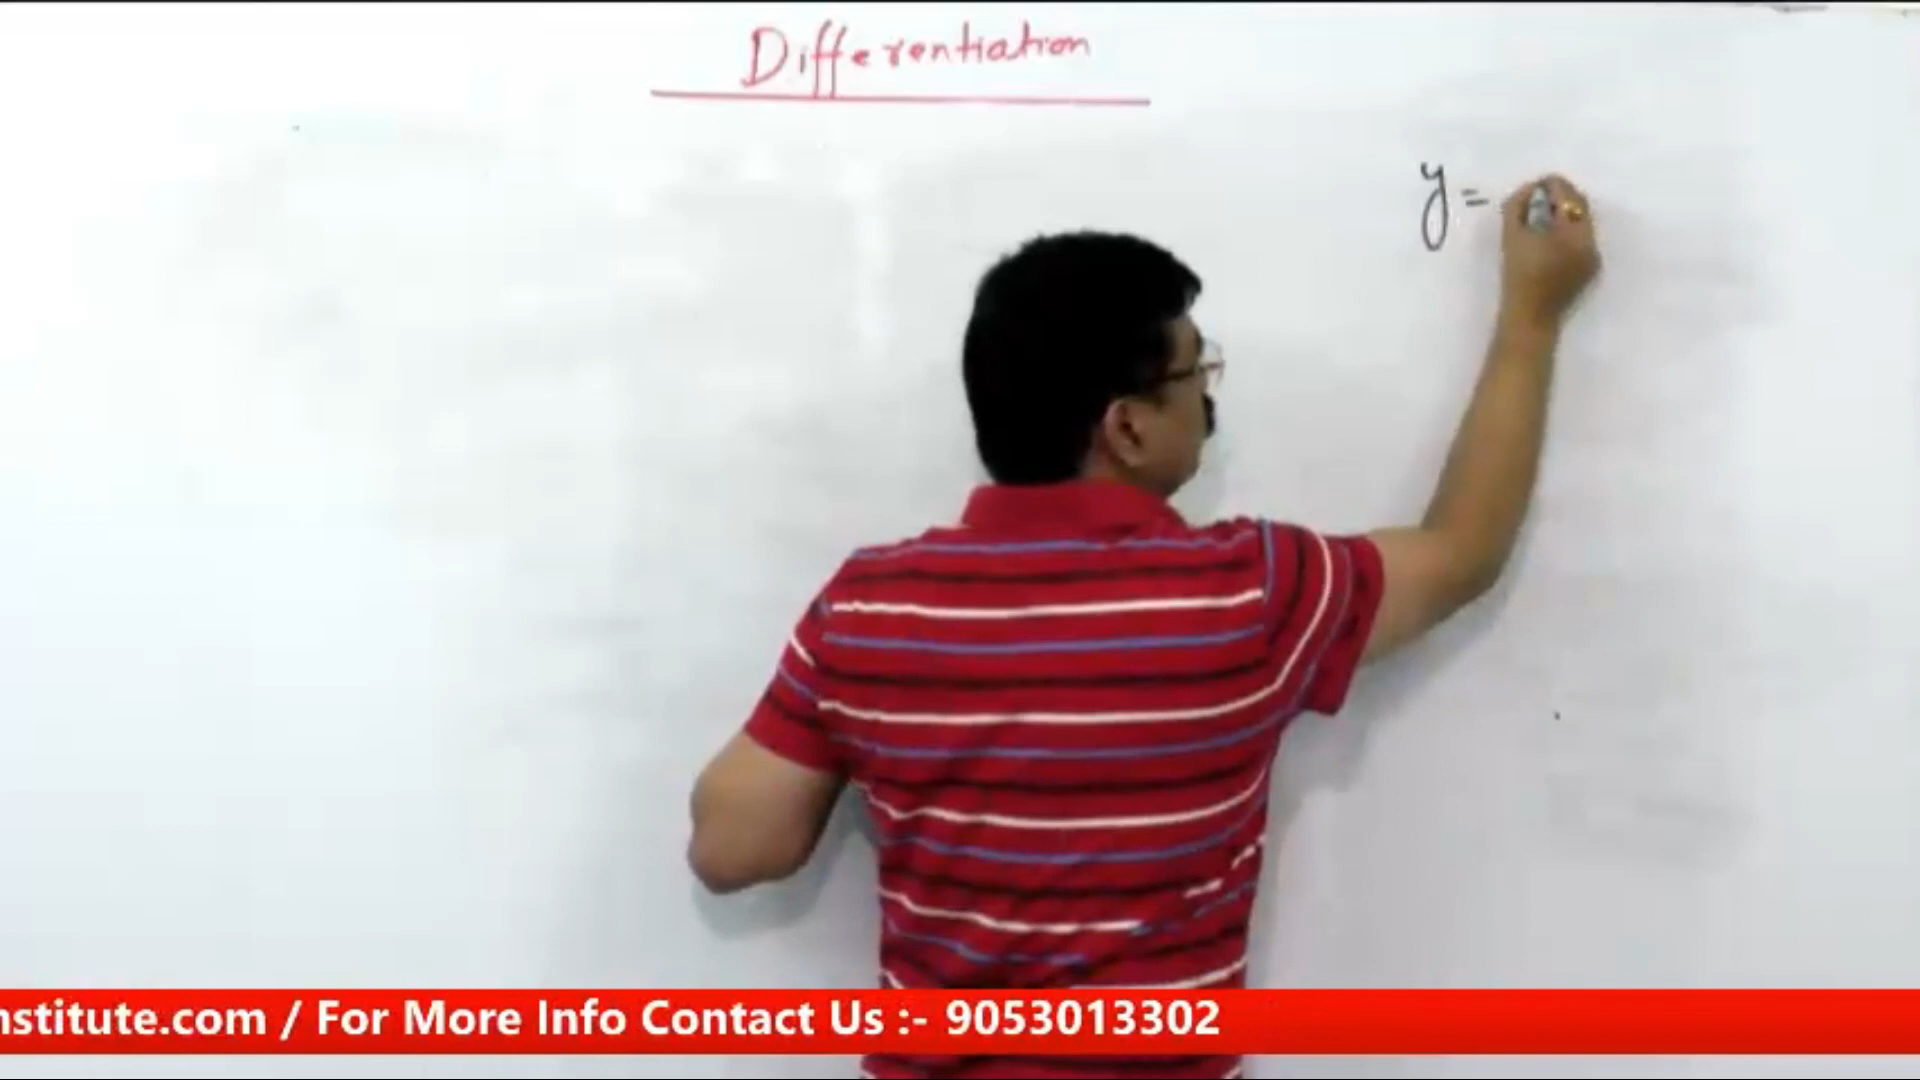 Differentiation
y =
nstitute.com / For More Info Contact Us :- 9053013302